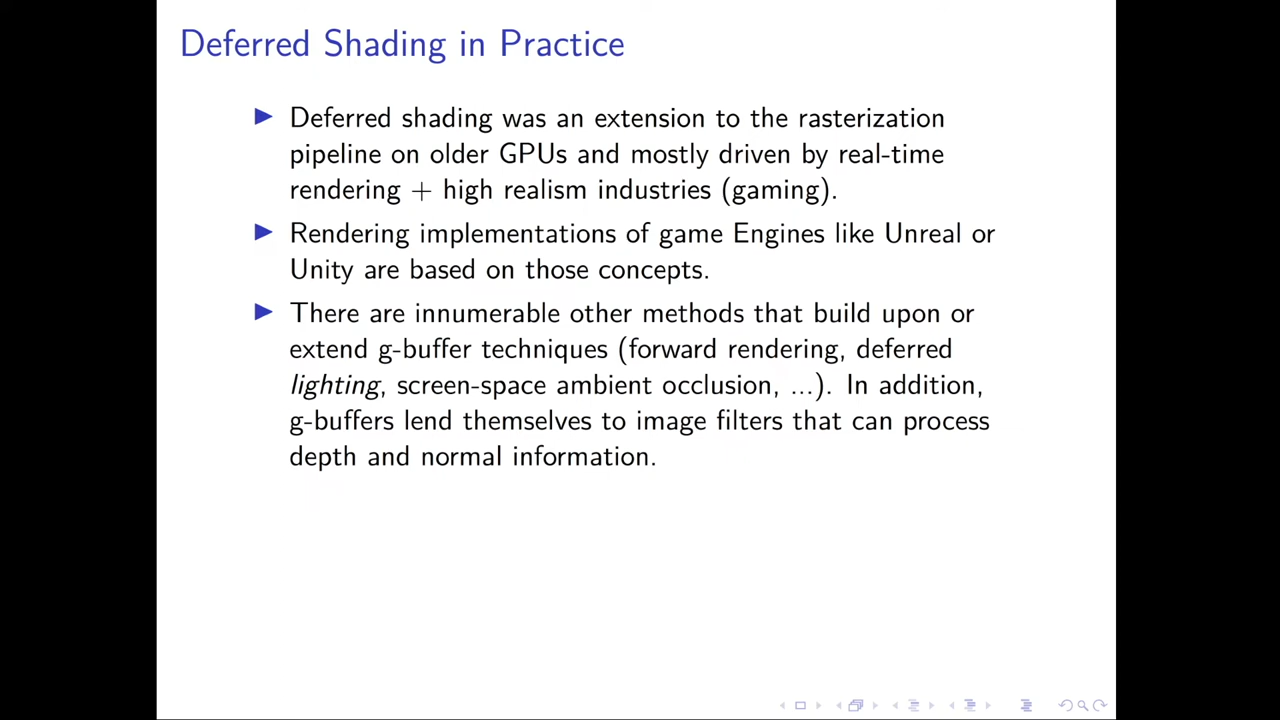 Deferred Shading in Practice
Deferred shading was an extension to the rasterization
pipeline on older GPUs and mostly driven by real-time
rendering + high realism industries (gaming).
Rendering implementations of game Engines like Unreal or
Unity are based on those concepts.
There are innumerable other methods that build upon or
extend g-buffer techniques (forward rendering, deferred
lighting, screen-space ambient occlusion, ...). In addition,
g-buffers lend themselves to image filters that can process
depth and normal information.